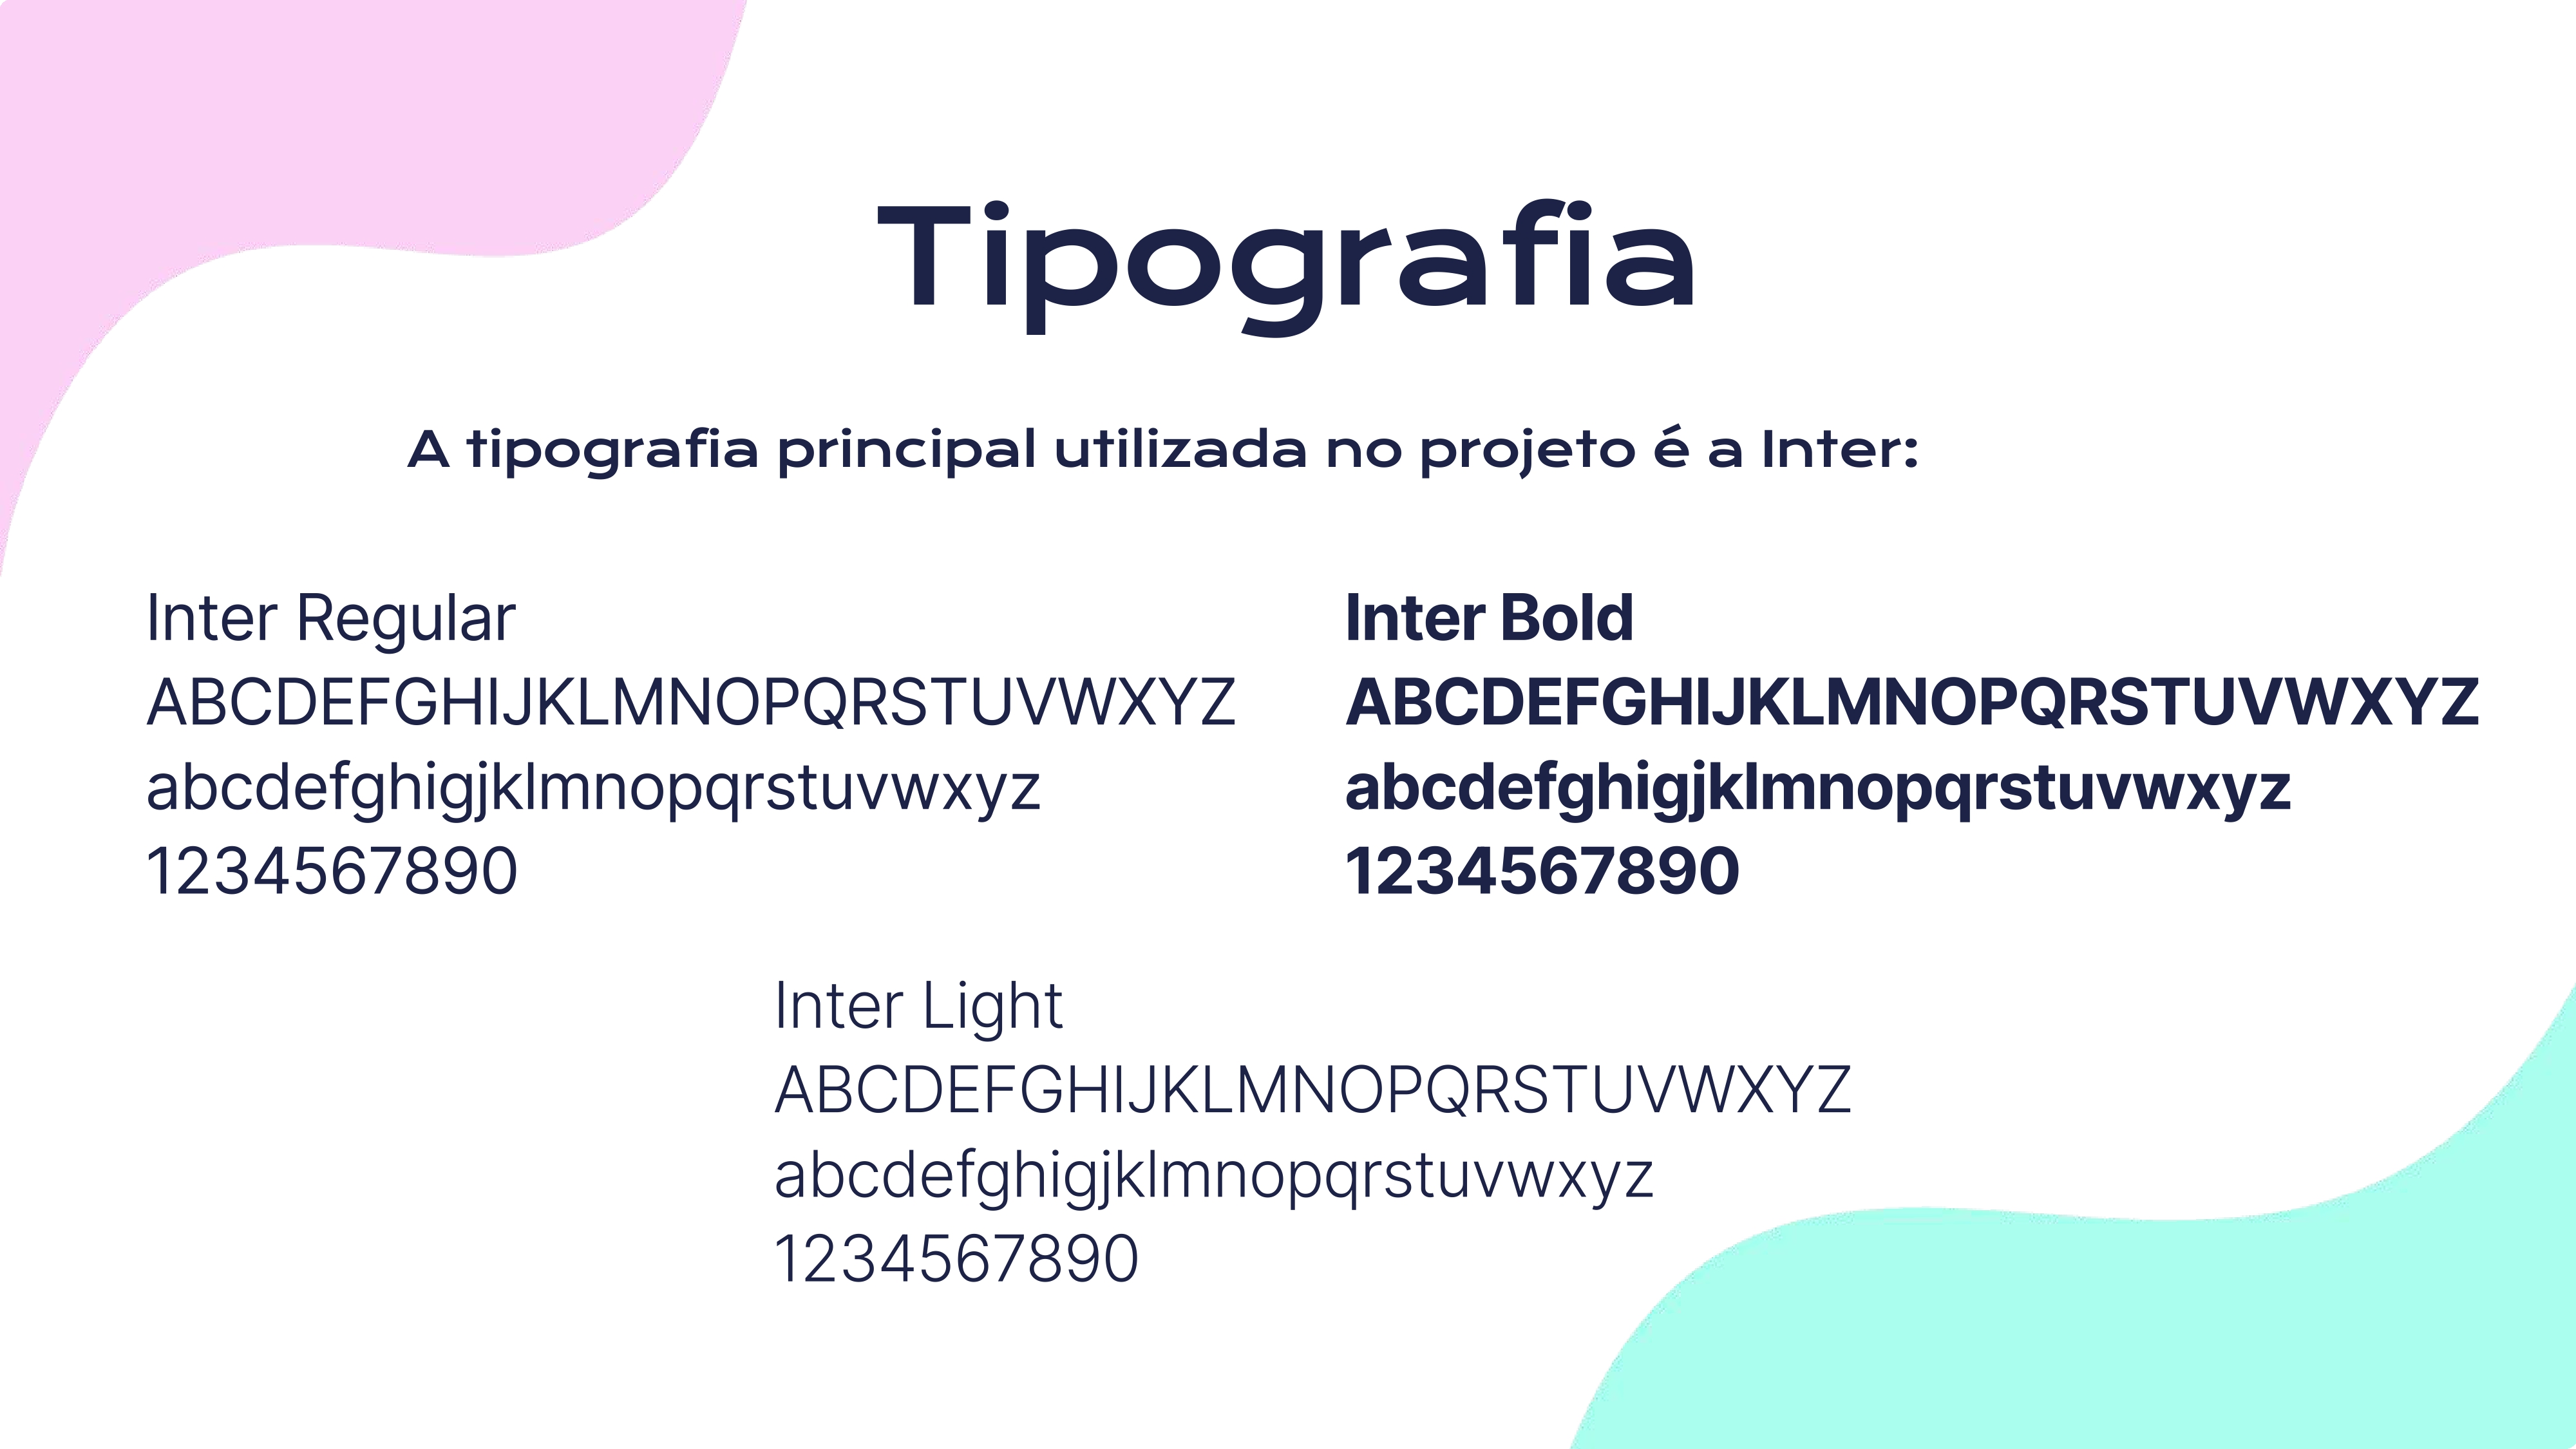 Tipografia
A tipografia principal utilizada no projeto é a Inter:
Inter Regular
ABCDEFGHIJKLMNOPQRSTUVWXYZ
abcdefghigjklmnopqrstuvwxyz
1234567890
Inter Bold
ABCDEFGHIJKLMNOPQRSTUVWXYZ
abcdefghigjklmnopqrstuvwxyz
1234567890
Inter Light
ABCDEFGHIJKLMNOPQRSTUVWXYZ
abcdefghigjklmnopqrstuvwxyz
1234567890